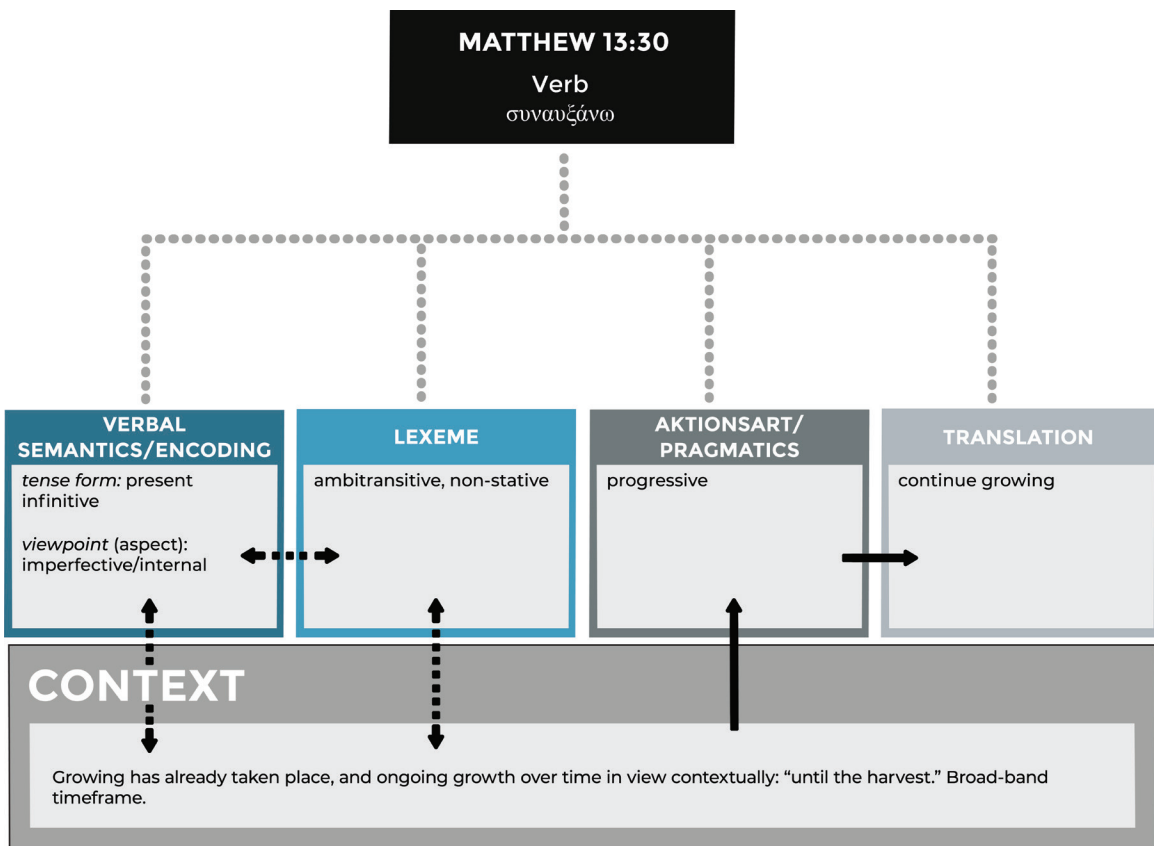 MATTHEW 13:30
Verb
συναυξάνω
VERBAL
SEMANTICS/ENCODING
tense form: present
infinitive
viewpoint (aspect):
imperfective/internal
LEXEME
ambitransitive, non-stative
AKTIONSART/
PRAGMATICS
progressive
TRANSLATION
continue growing
CONTEXT
Growing has already taken place, and ongoing growth over time in view contextually: “until the harvest.” Broad-band
timeframe.